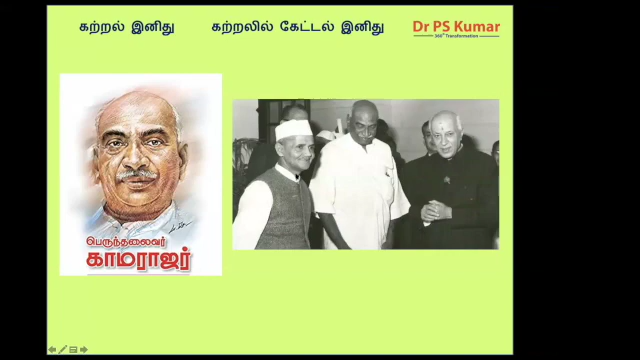 கற்றல் இனிது
கற்றலில் கேட்டல் இனிது
Dr PS Kumar
360° Transformation
பெருந்தலைவர்
காமராஜர்